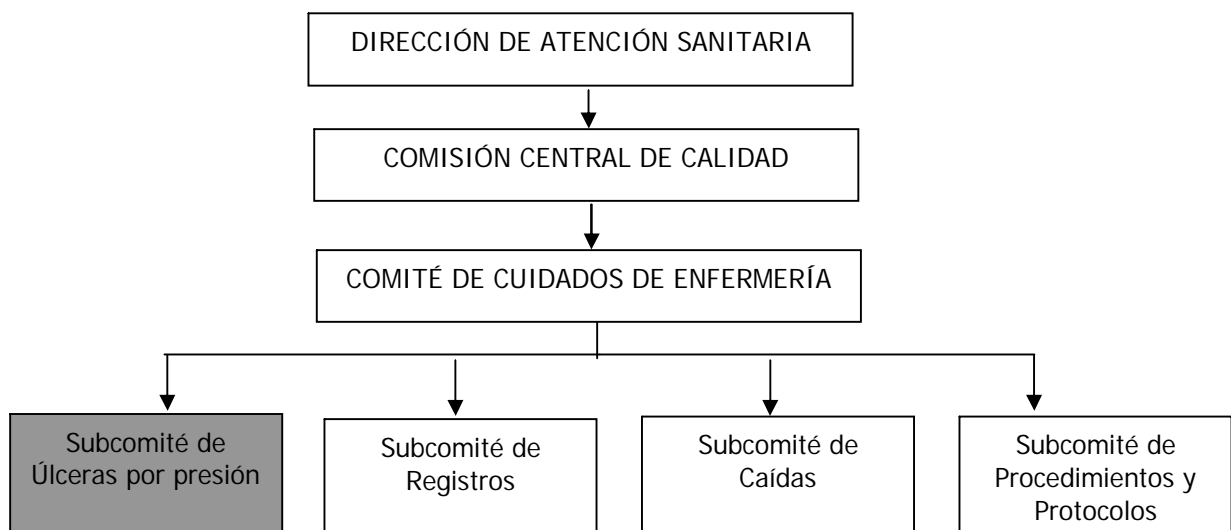 DIRECCIÓN DE ATENCIÓN SANITARIA
COMISIÓN CENTRAL DE CALIDAD
COMITÉ DE CUIDADOS DE ENFERMERÍA
Subcomité de
Úlceras por presión
Subcomité de
Registros
Subcomité de
Caídas
Subcomité de
Procedimientos y
Protocolos